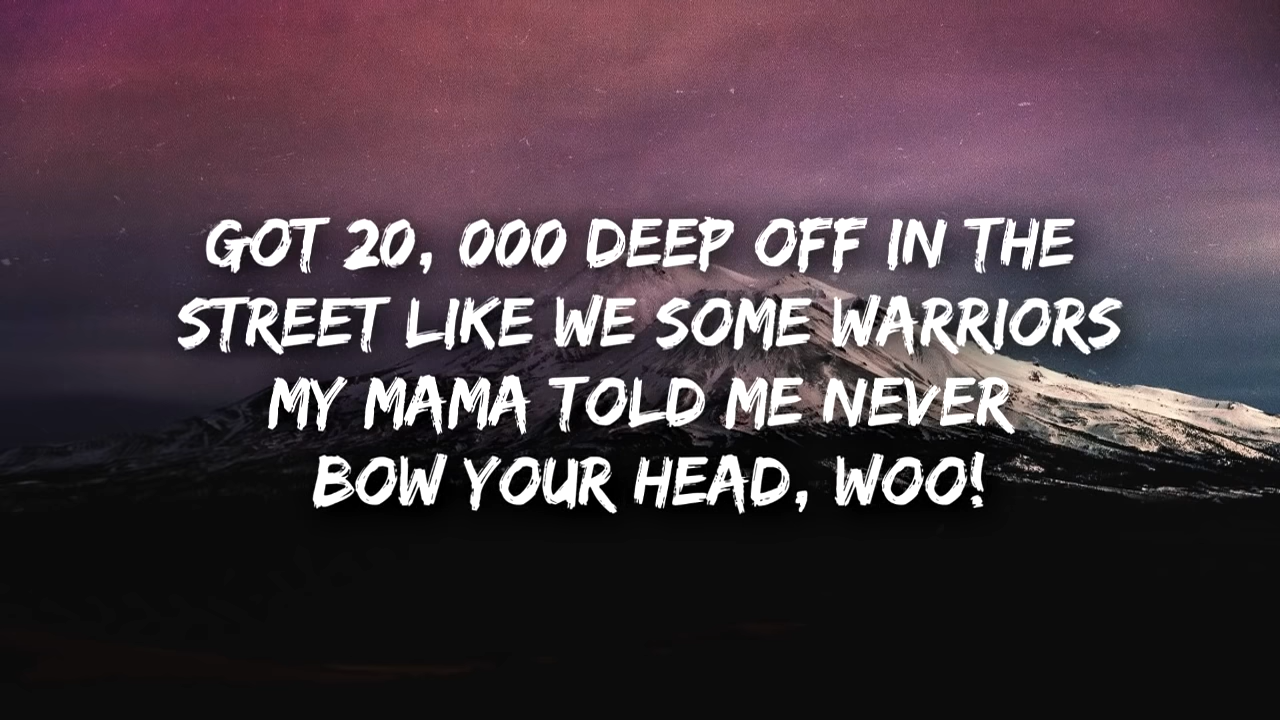 GOT 20, 000 DEEP OFF IN THE
STREET LIKE WE SOME WARRIORS
MY MAMA TOLD ME NEVER
BOW YOUR HEAD, WOO!